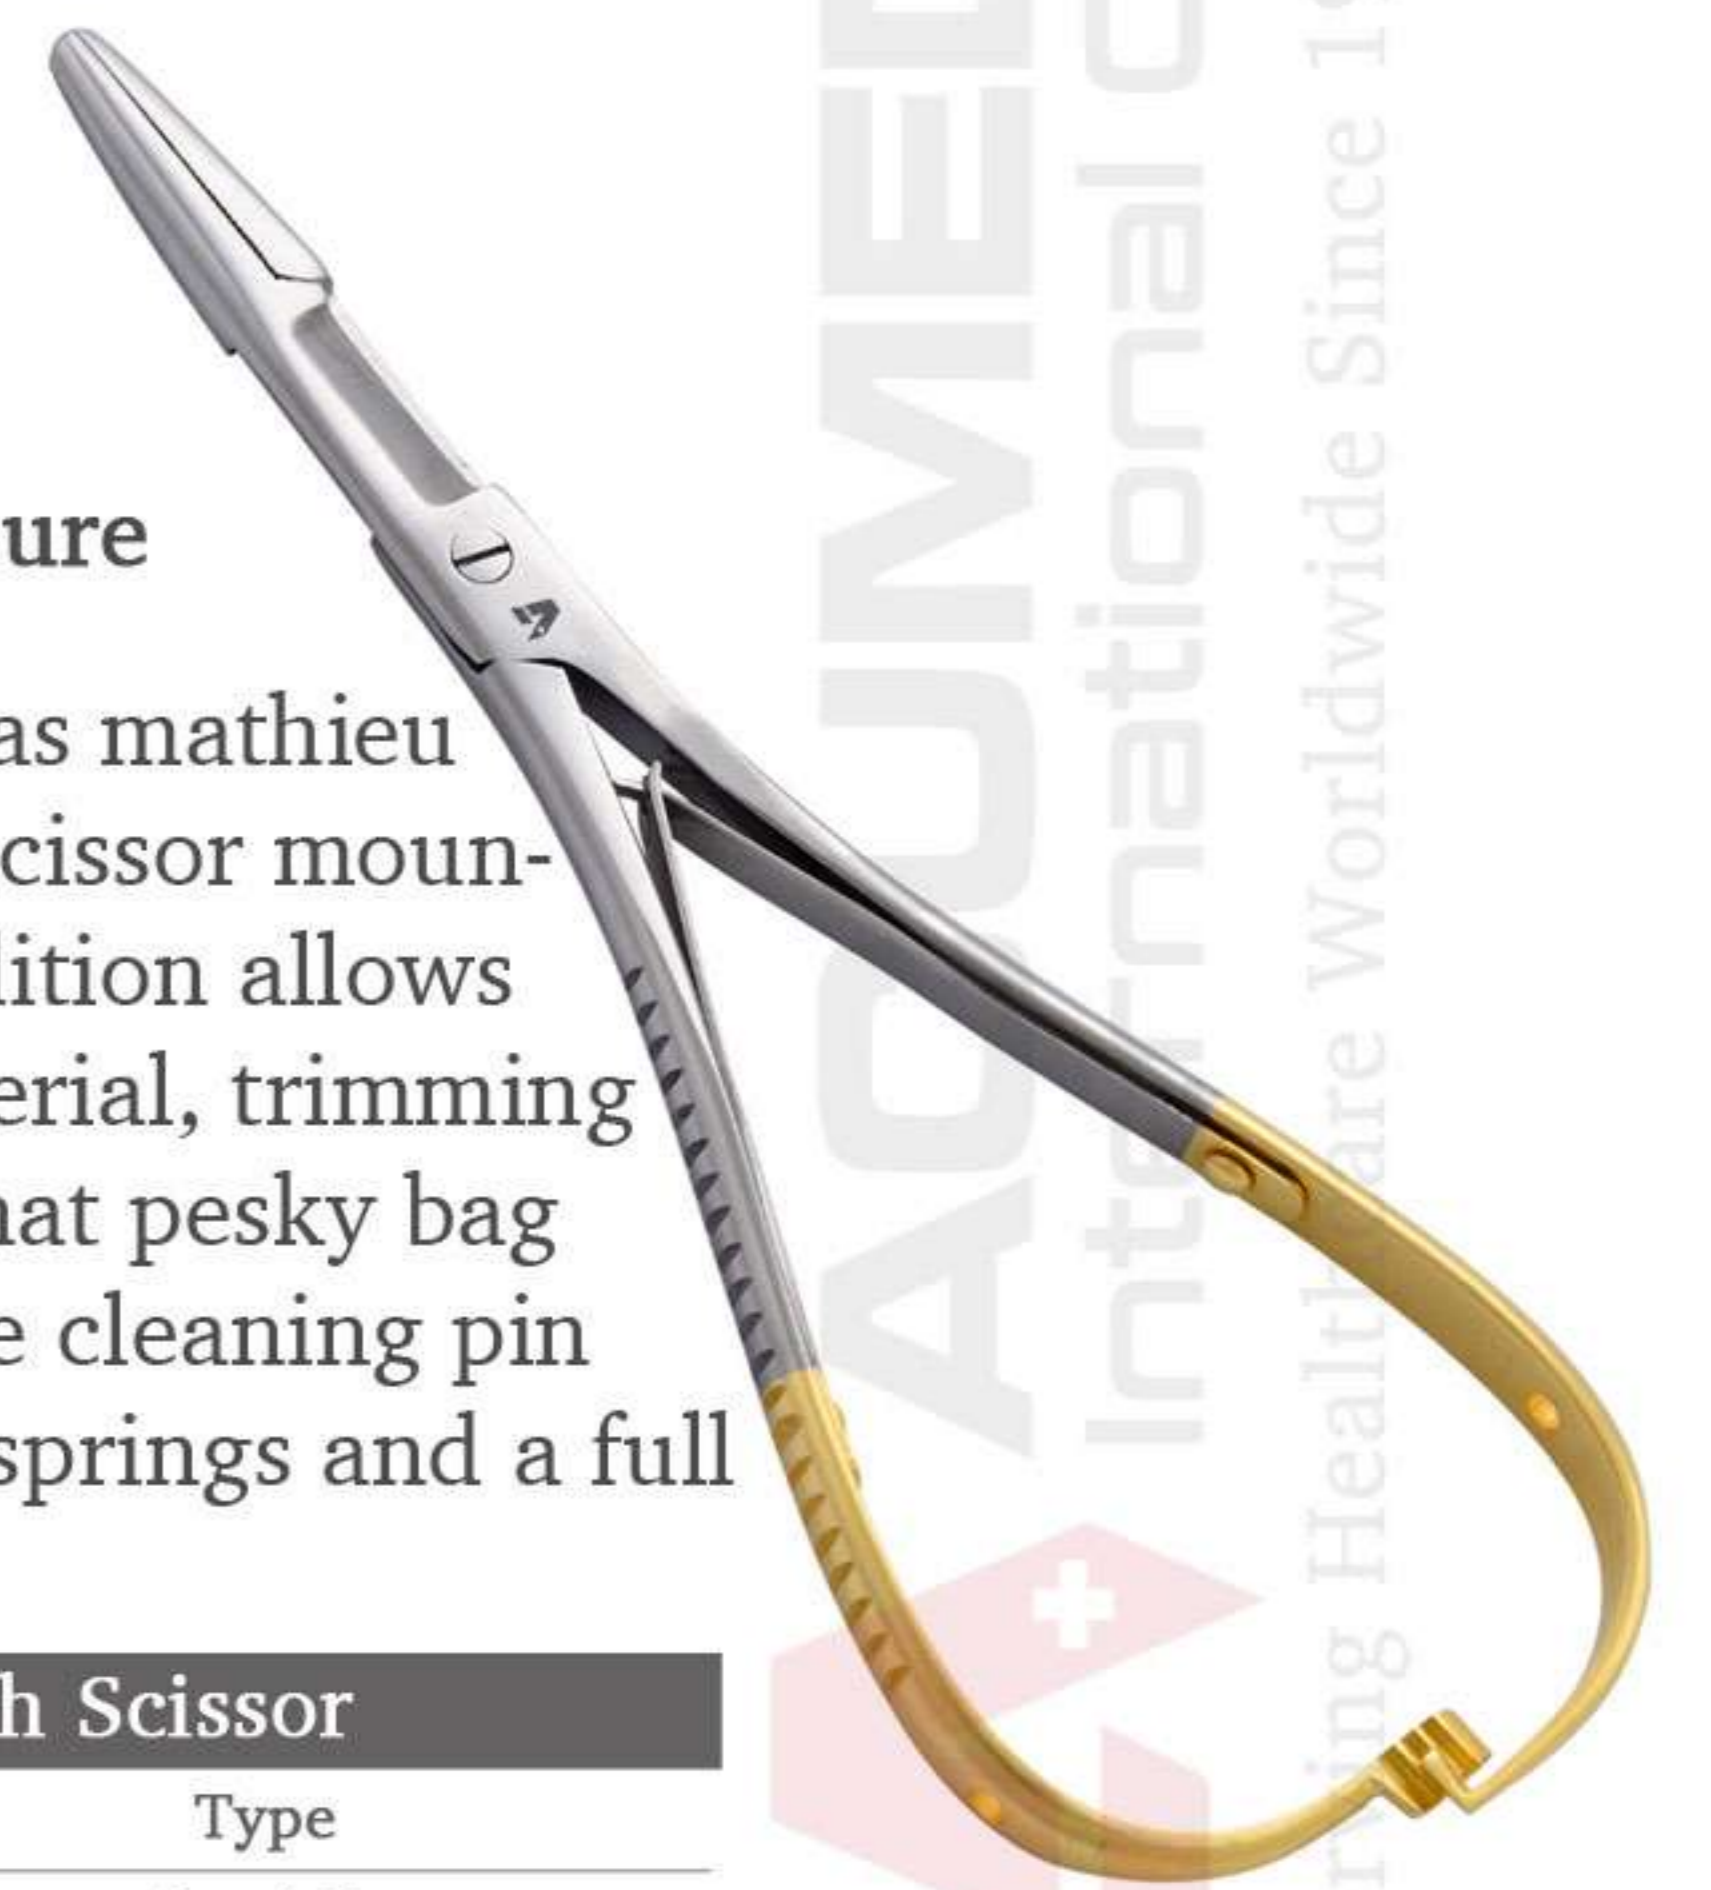 ure
as mathieu
cissor moun-
lition allows
erial, trimming
hat pesky bag
e cleaning pin
springs and a full
h Scissor
Type
International
Worldwide Since